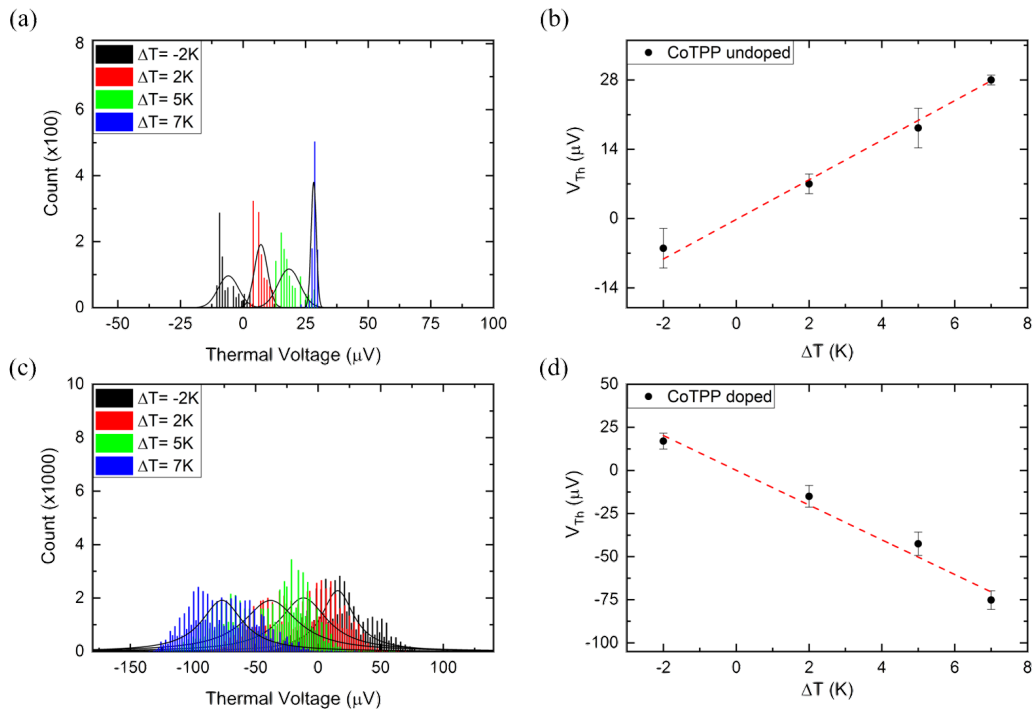 (a)
ΔT= -2K
ΔT= 2K
ΔT= 5K
ΔT= 7K
Count (x100)
8
6
4
2
0
-50
-25
0
25
50
75
100
Thermal Voltage (μV)
(b)
CoTPP undoped
V_Th (μV)
28
14
0
-14
-2
0
2
4
6
8
ΔT (K)
(c)
ΔT= -2K
ΔT= 2K
ΔT= 5K
ΔT= 7K
Count (x1000)
10
8
6
4
2
0
-150
-100
-50
0
50
100
Thermal Voltage (μV)
(d)
CoTPP doped
V_Th (μV)
50
25
0
-25
-50
-75
-100
-2
0
2
4
6
8
ΔT (K)